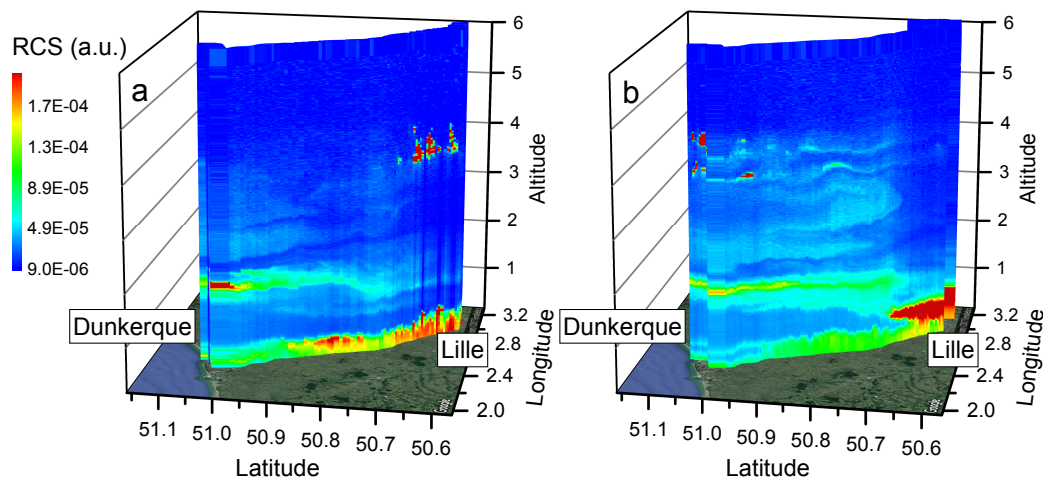 RCS (a.u.)
1.7E-04
1.3E-04
8.9E-05
4.9E-05
9.0E-06
a
6
5
4
3
2
1
Altitude
Dunkerque
Lille
3.2
2.8
2.4
2.0
Longitude
51.1
51.0
50.9
50.8
50.7
50.6
Latitude
b
6
5
4
3
2
1
Altitude
Dunkerque
Lille
3.2
2.8
2.4
2.0
Longitude
51.1
51.0
50.9
50.8
50.7
50.6
Latitude